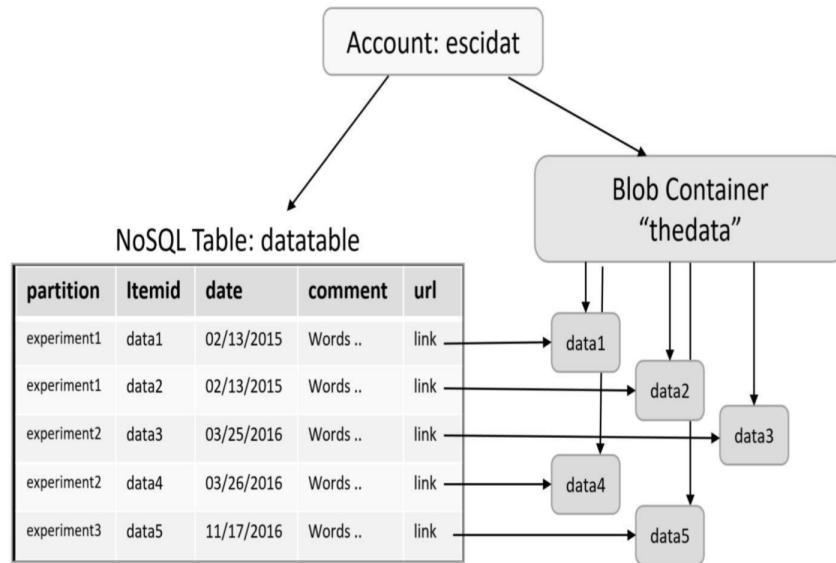 Account: escidat
Blob Container
“thedata”
NoSQL Table: datatable
partition Itemid date comment url
experiment1 data1 02/13/2015 Words .. link
experiment1 data2 02/13/2015 Words .. link
experiment2 data3 03/25/2016 Words .. link
experiment2 data4 03/26/2016 Words .. link
experiment3 data5 11/17/2016 Words .. link
data1
data2
data3
data4
data5